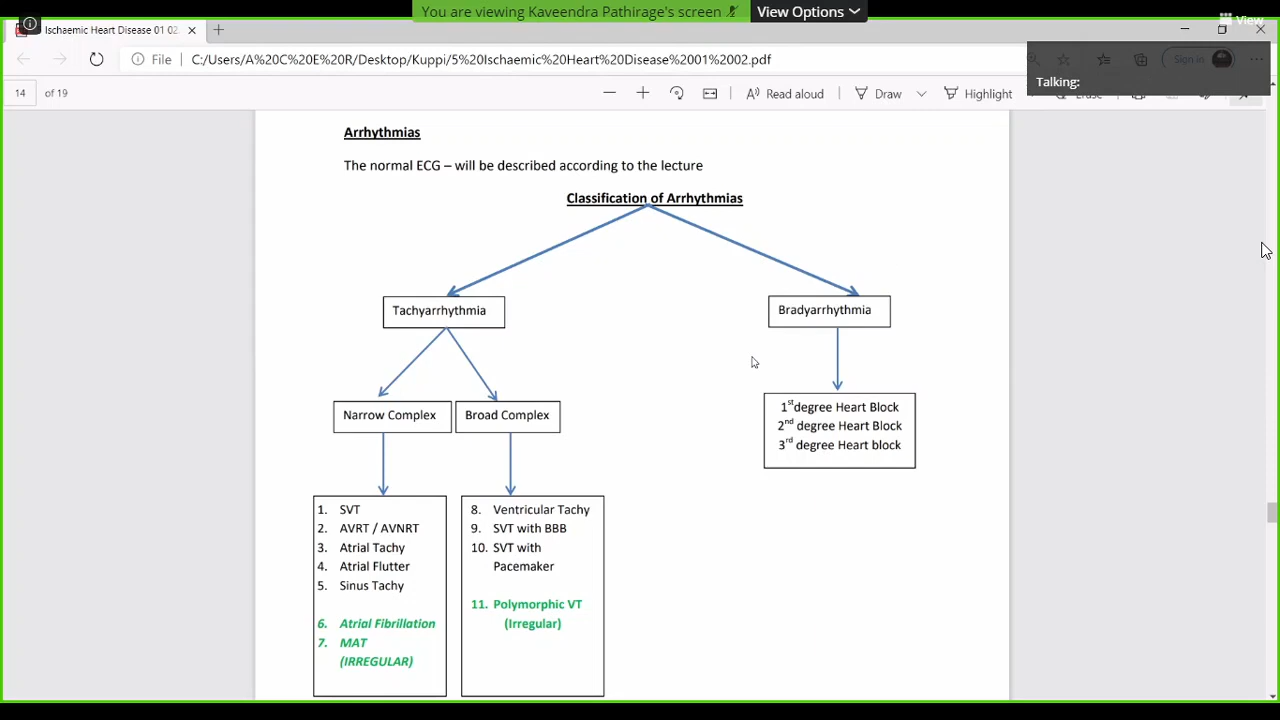 You are viewing Kaveendra Pathirage's screen
View Options
View
Ischaemic Heart Disease 01 02
File
C:/Users/A%20C%20E%20R/Desktop/Kuppi/5%20Ischaemic%20Heart%20Disease%2001%2002.pdf
Sign in
Talking:
14 of 19
Read aloud
Draw
Highlight
Erase
Arrhythmias
The normal ECG – will be described according to the lecture
Classification of Arrhythmias
Tachyarrhythmia
Bradyarrhythmia
Narrow Complex
Broad Complex
1st degree Heart Block
2nd degree Heart Block
3rd degree Heart block
1. SVT
2. AVRT / AVNRT
3. Atrial Tachy
4. Atrial Flutter
5. Sinus Tachy
6. Atrial Fibrillation
7. MAT
(IRREGULAR)
8. Ventricular Tachy
9. SVT with BBB
10. SVT with
Pacemaker
11. Polymorphic VT
(Irregular)